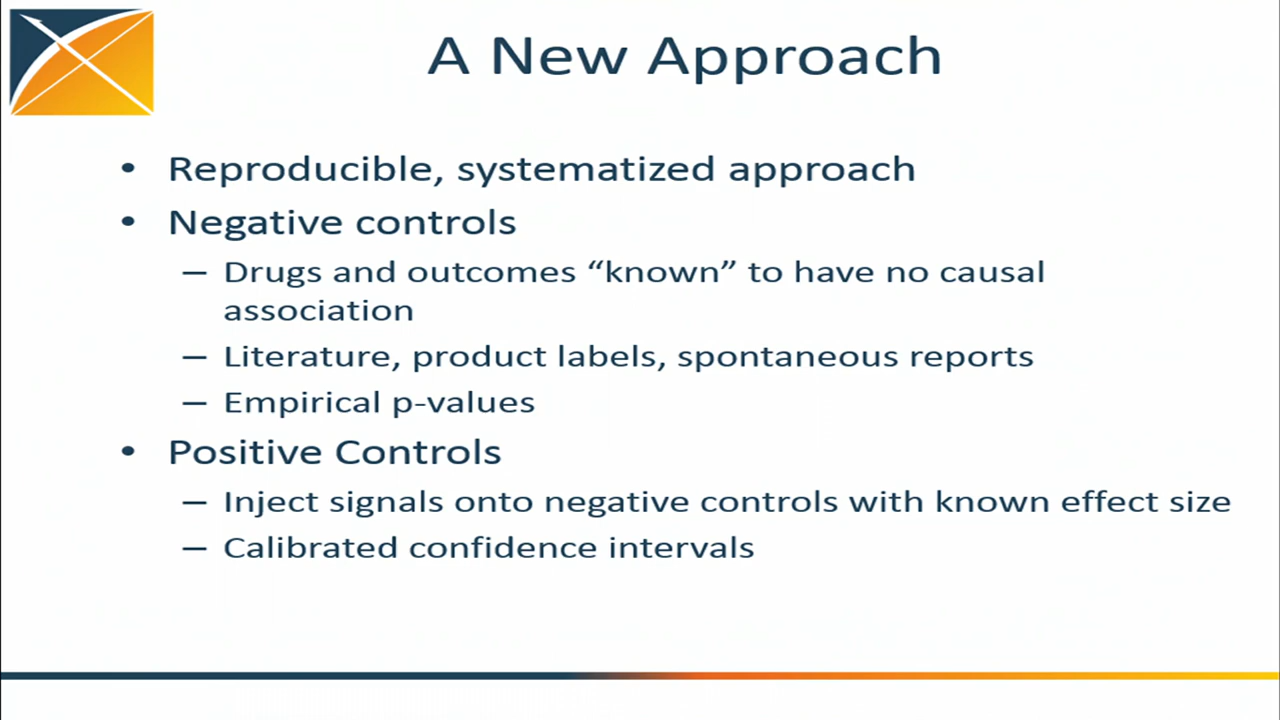 A New Approach
• Reproducible, systematized approach
• Negative controls
– Drugs and outcomes “known” to have no causal
association
– Literature, product labels, spontaneous reports
– Empirical p-values
• Positive Controls
– Inject signals onto negative controls with known effect size
– Calibrated confidence intervals